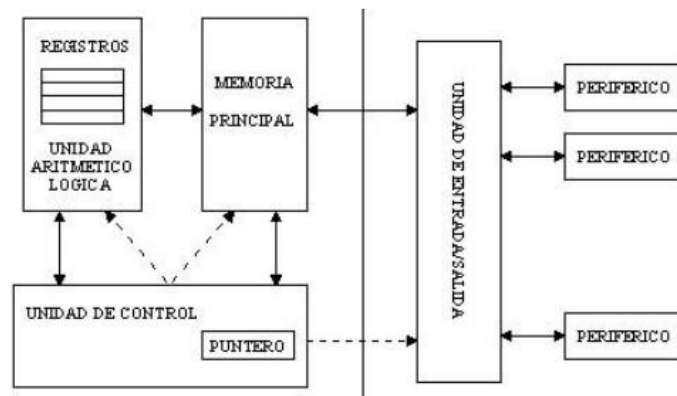 REGISTROS
UNIDAD
ARITMETICO
LOGICA
MEMORIA
PRINCIPAL
UNIDAD DE CONTROL
PUNTERO
UNIDAD DE ENTRADA/SALIDA
PERIFERICO
PERIFERICO
PERIFERICO